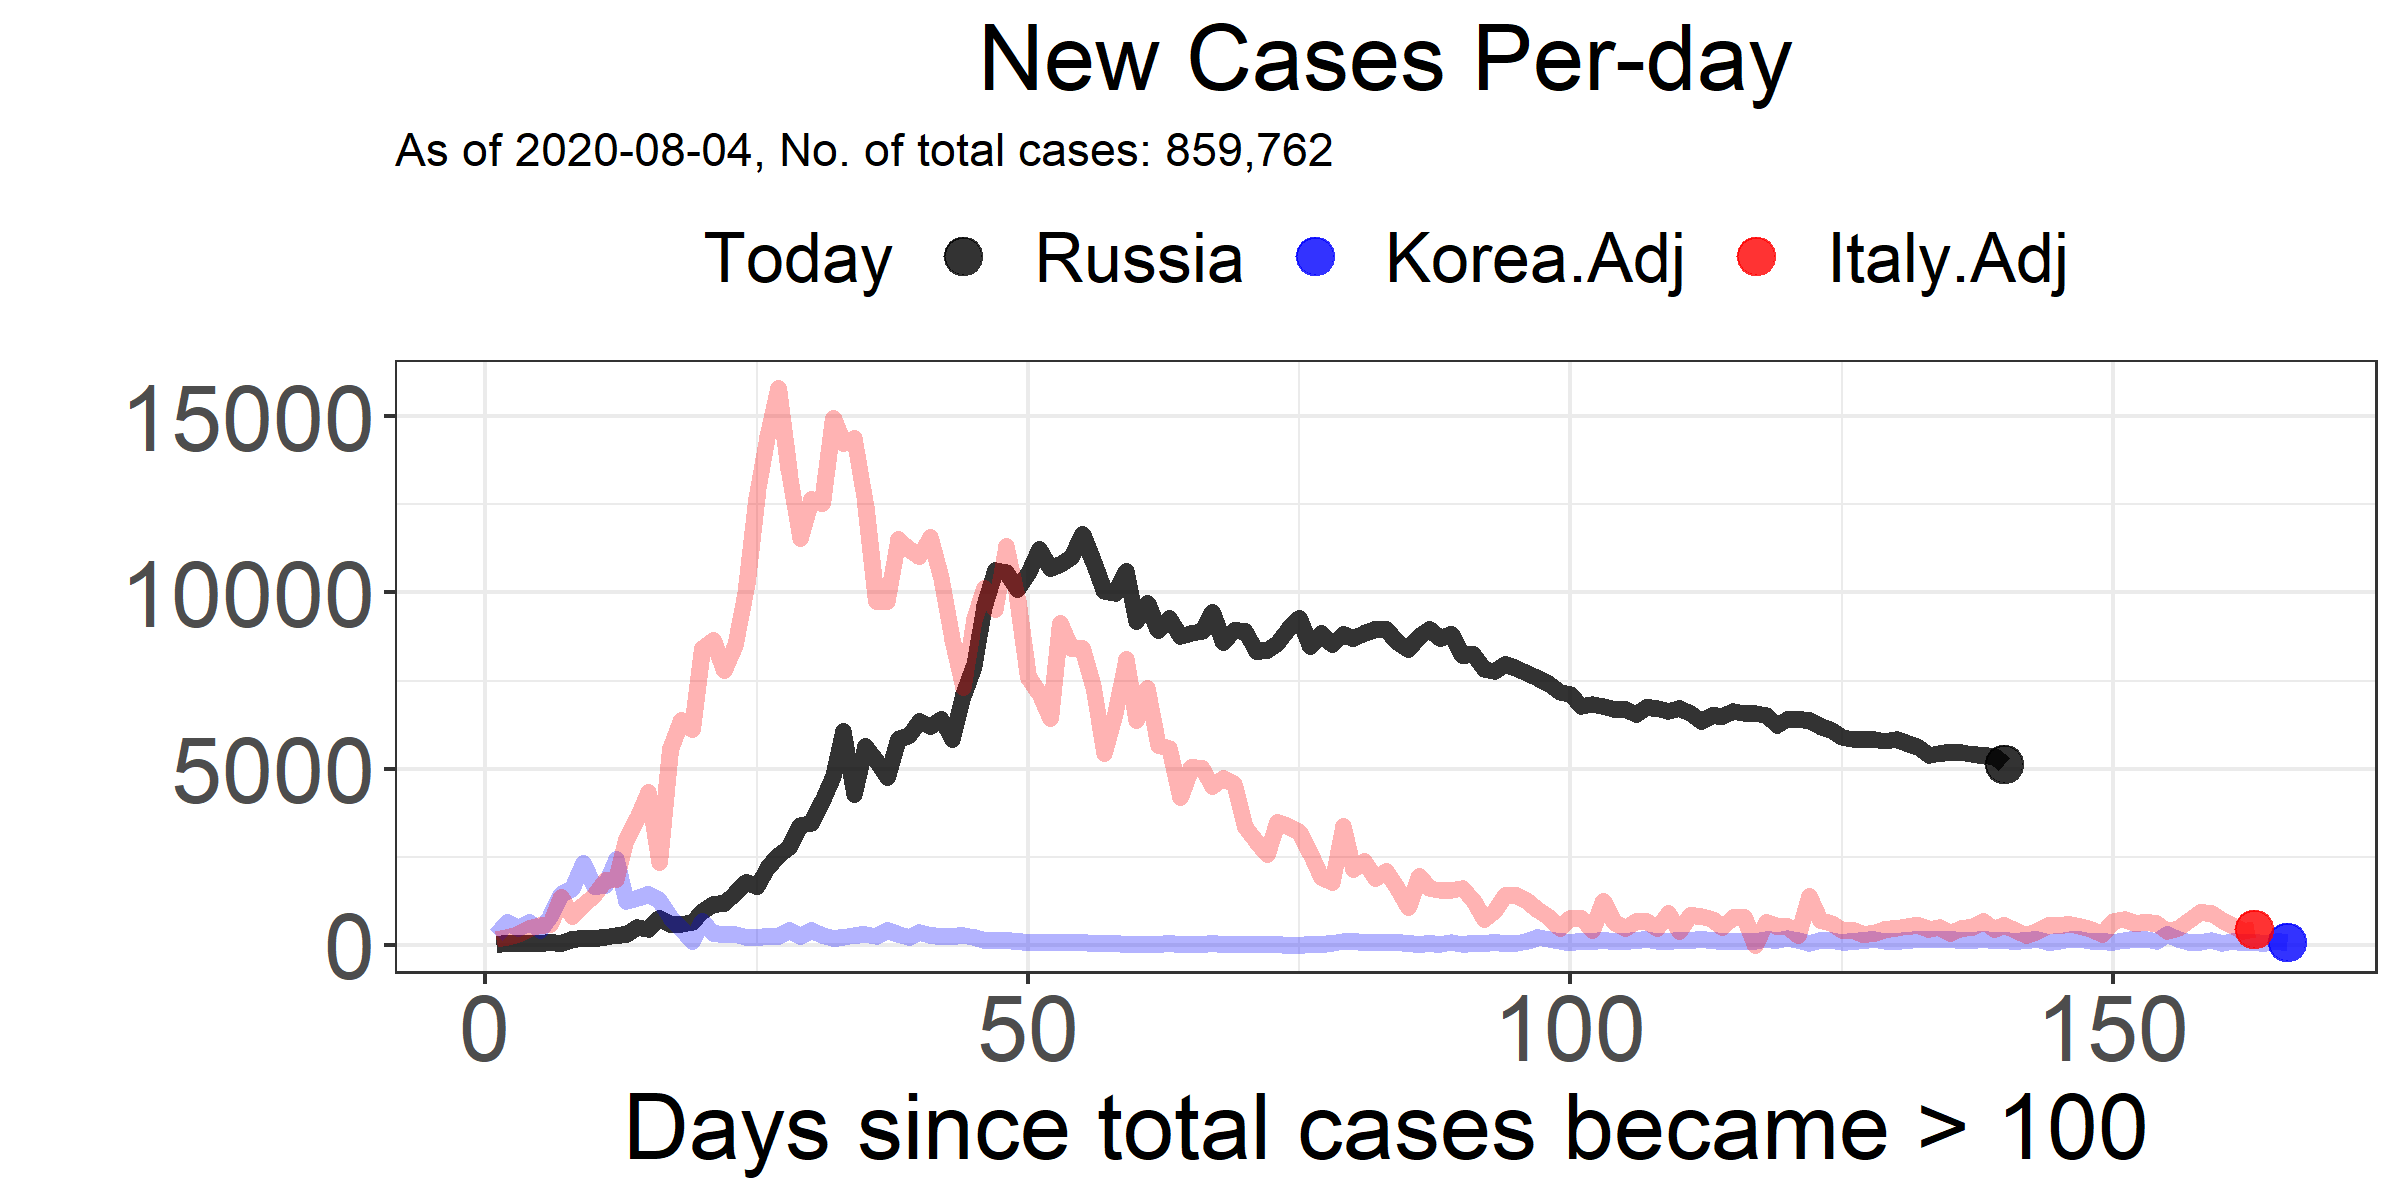 New Cases Per-day
As of 2020-08-04, No. of total cases: 859,762
Today Russia Korea.Adj Italy.Adj
15000
10000
5000
0
0 50 100 150
Days since total cases became > 100